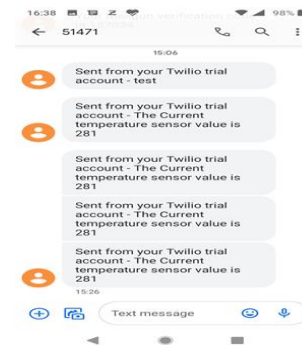 16:38
98%
51471
15:06
Sent from your Twilio trial
account - test
Sent from your Twilio trial
account - The Current
temperature sensor value is
281
Sent from your Twilio trial
account - The Current
temperature sensor value is
281
Sent from your Twilio trial
account - The Current
temperature sensor value is
281
Sent from your Twilio trial
account - The Current
temperature sensor value is
281
15:26
Text message